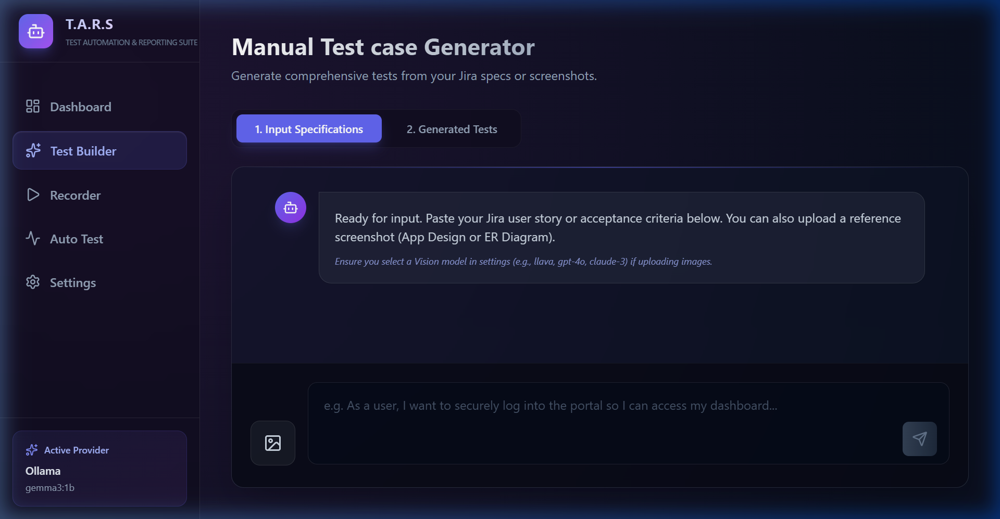 T.A.R.S
TEST AUTOMATION & REPORTING SUITE
Dashboard
Test Builder
Recorder
Auto Test
Settings
Active Provider
Ollama
gemma3:1b
Manual Test case Generator
Generate comprehensive tests from your Jira specs or screenshots.
1. Input Specifications
2. Generated Tests
Ready for input. Paste your Jira user story or acceptance criteria below. You can also upload a reference
screenshot (App Design or ER Diagram).
Ensure you select a Vision model in settings (e.g., llava, gpt-4o, claude-3) if uploading images.
e.g. As a user, I want to securely log into the portal so I can access my dashboard...